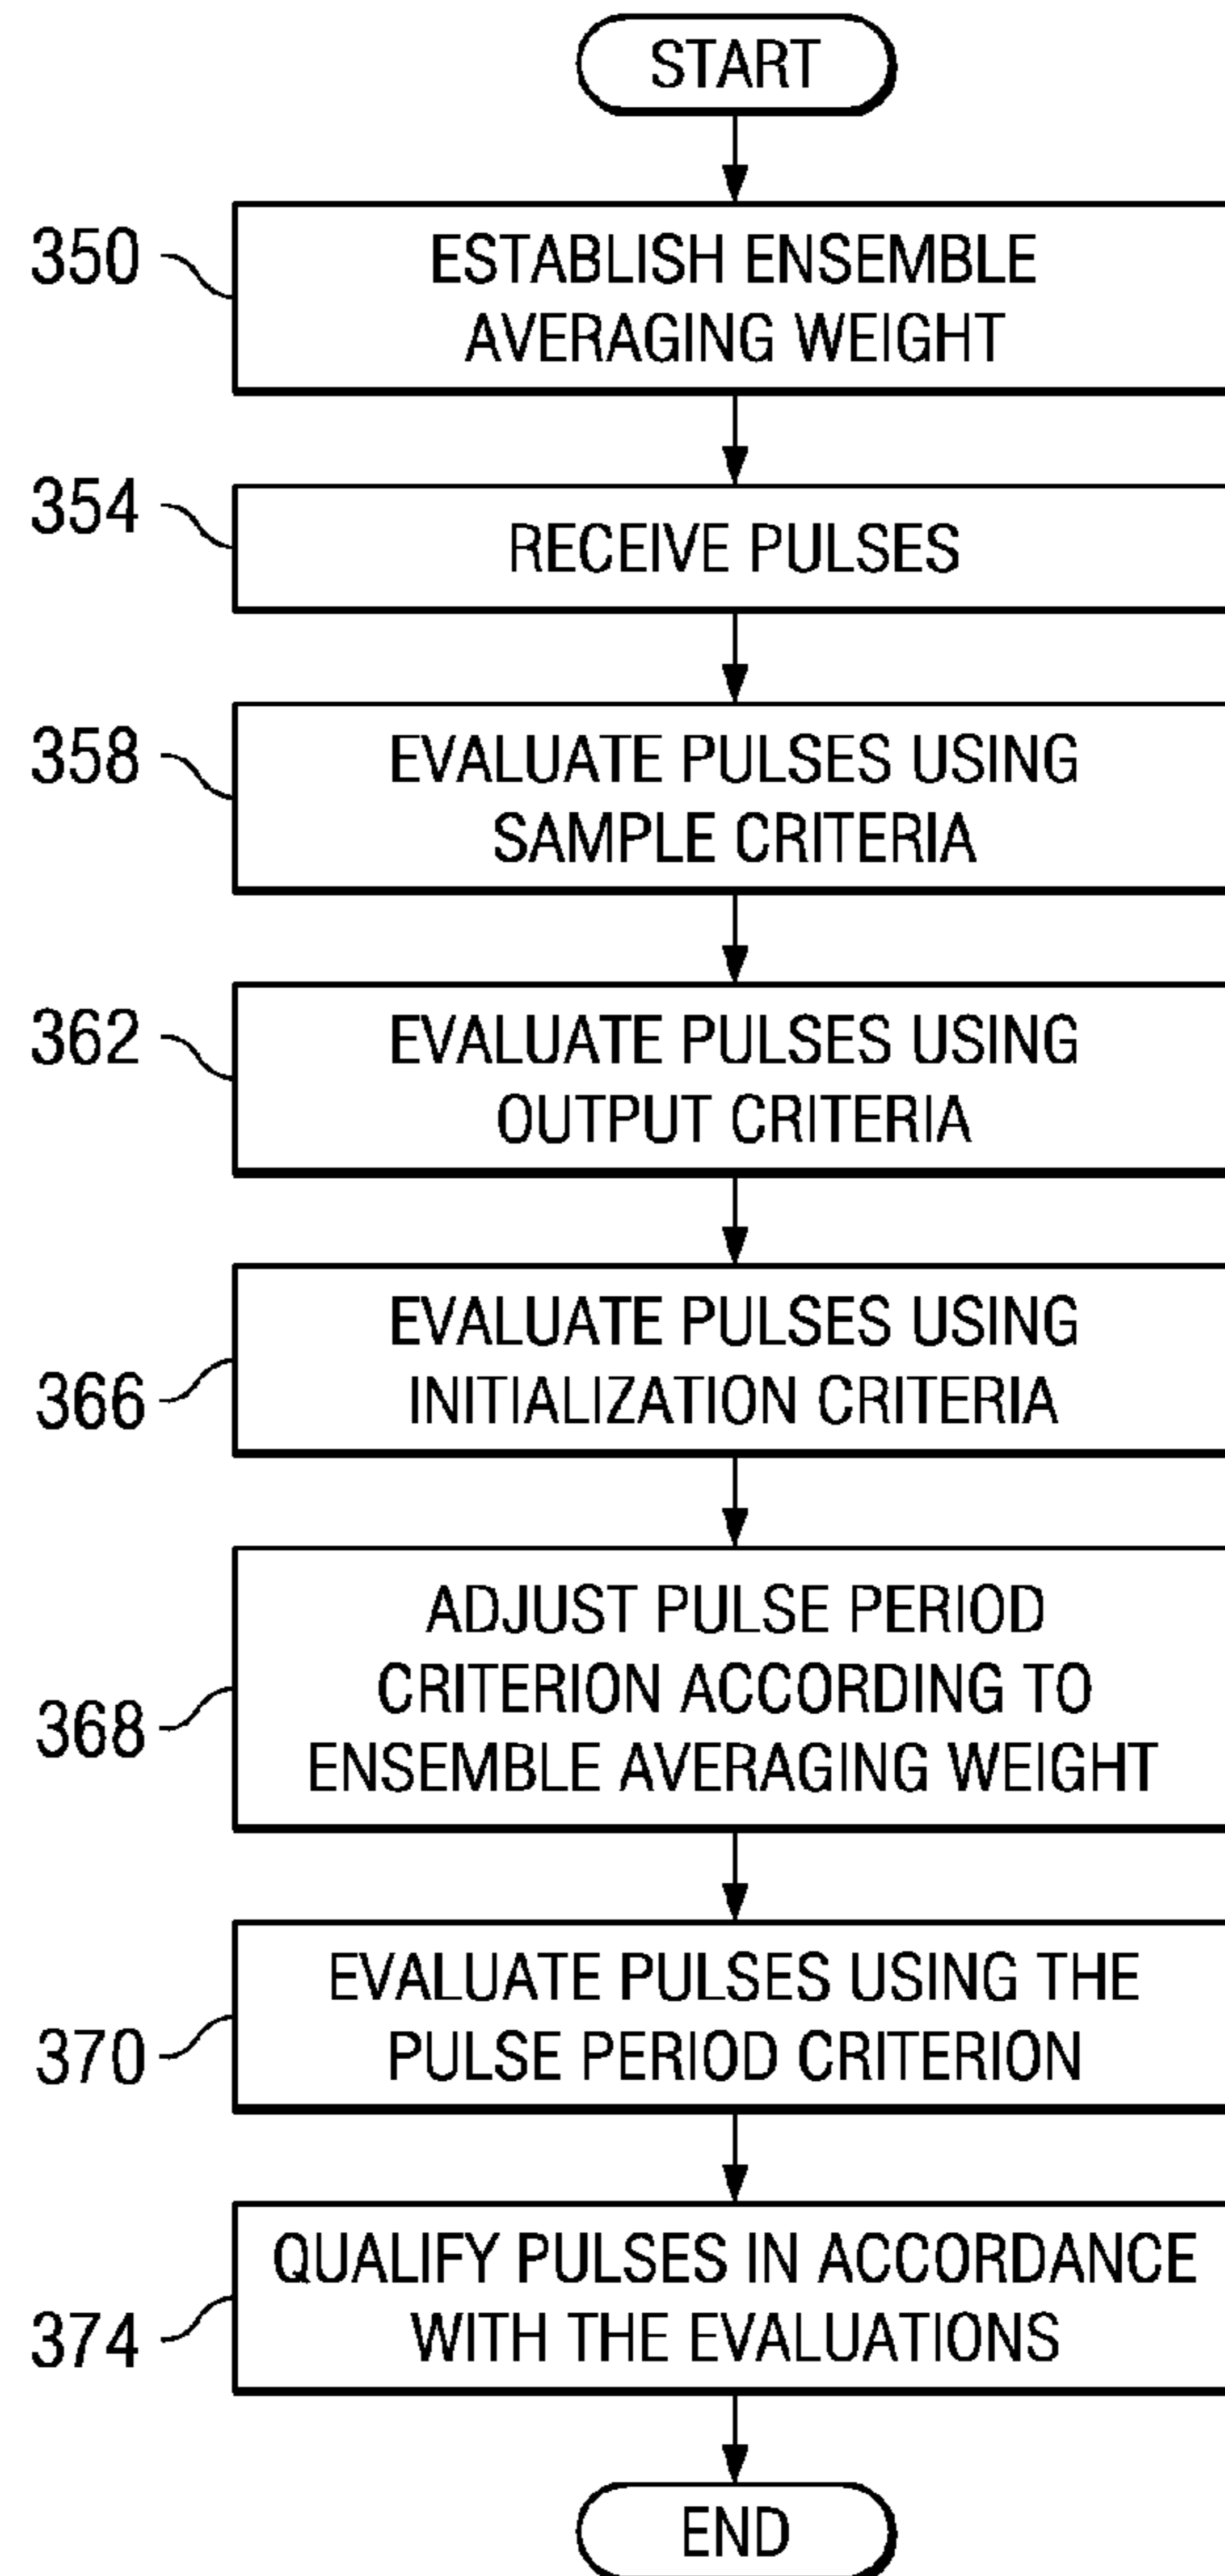 START
350
ESTABLISH ENSEMBLE
AVERAGING WEIGHT
354
RECEIVE PULSES
358
EVALUATE PULSES USING
SAMPLE CRITERIA
362
EVALUATE PULSES USING
OUTPUT CRITERIA
366
EVALUATE PULSES USING
INITIALIZATION CRITERIA
368
ADJUST PULSE PERIOD
CRITERION ACCORDING TO
ENSEMBLE AVERAGING WEIGHT
370
EVALUATE PULSES USING THE
PULSE PERIOD CRITERION
374
QUALIFY PULSES IN ACCORDANCE
WITH THE EVALUATIONS
END